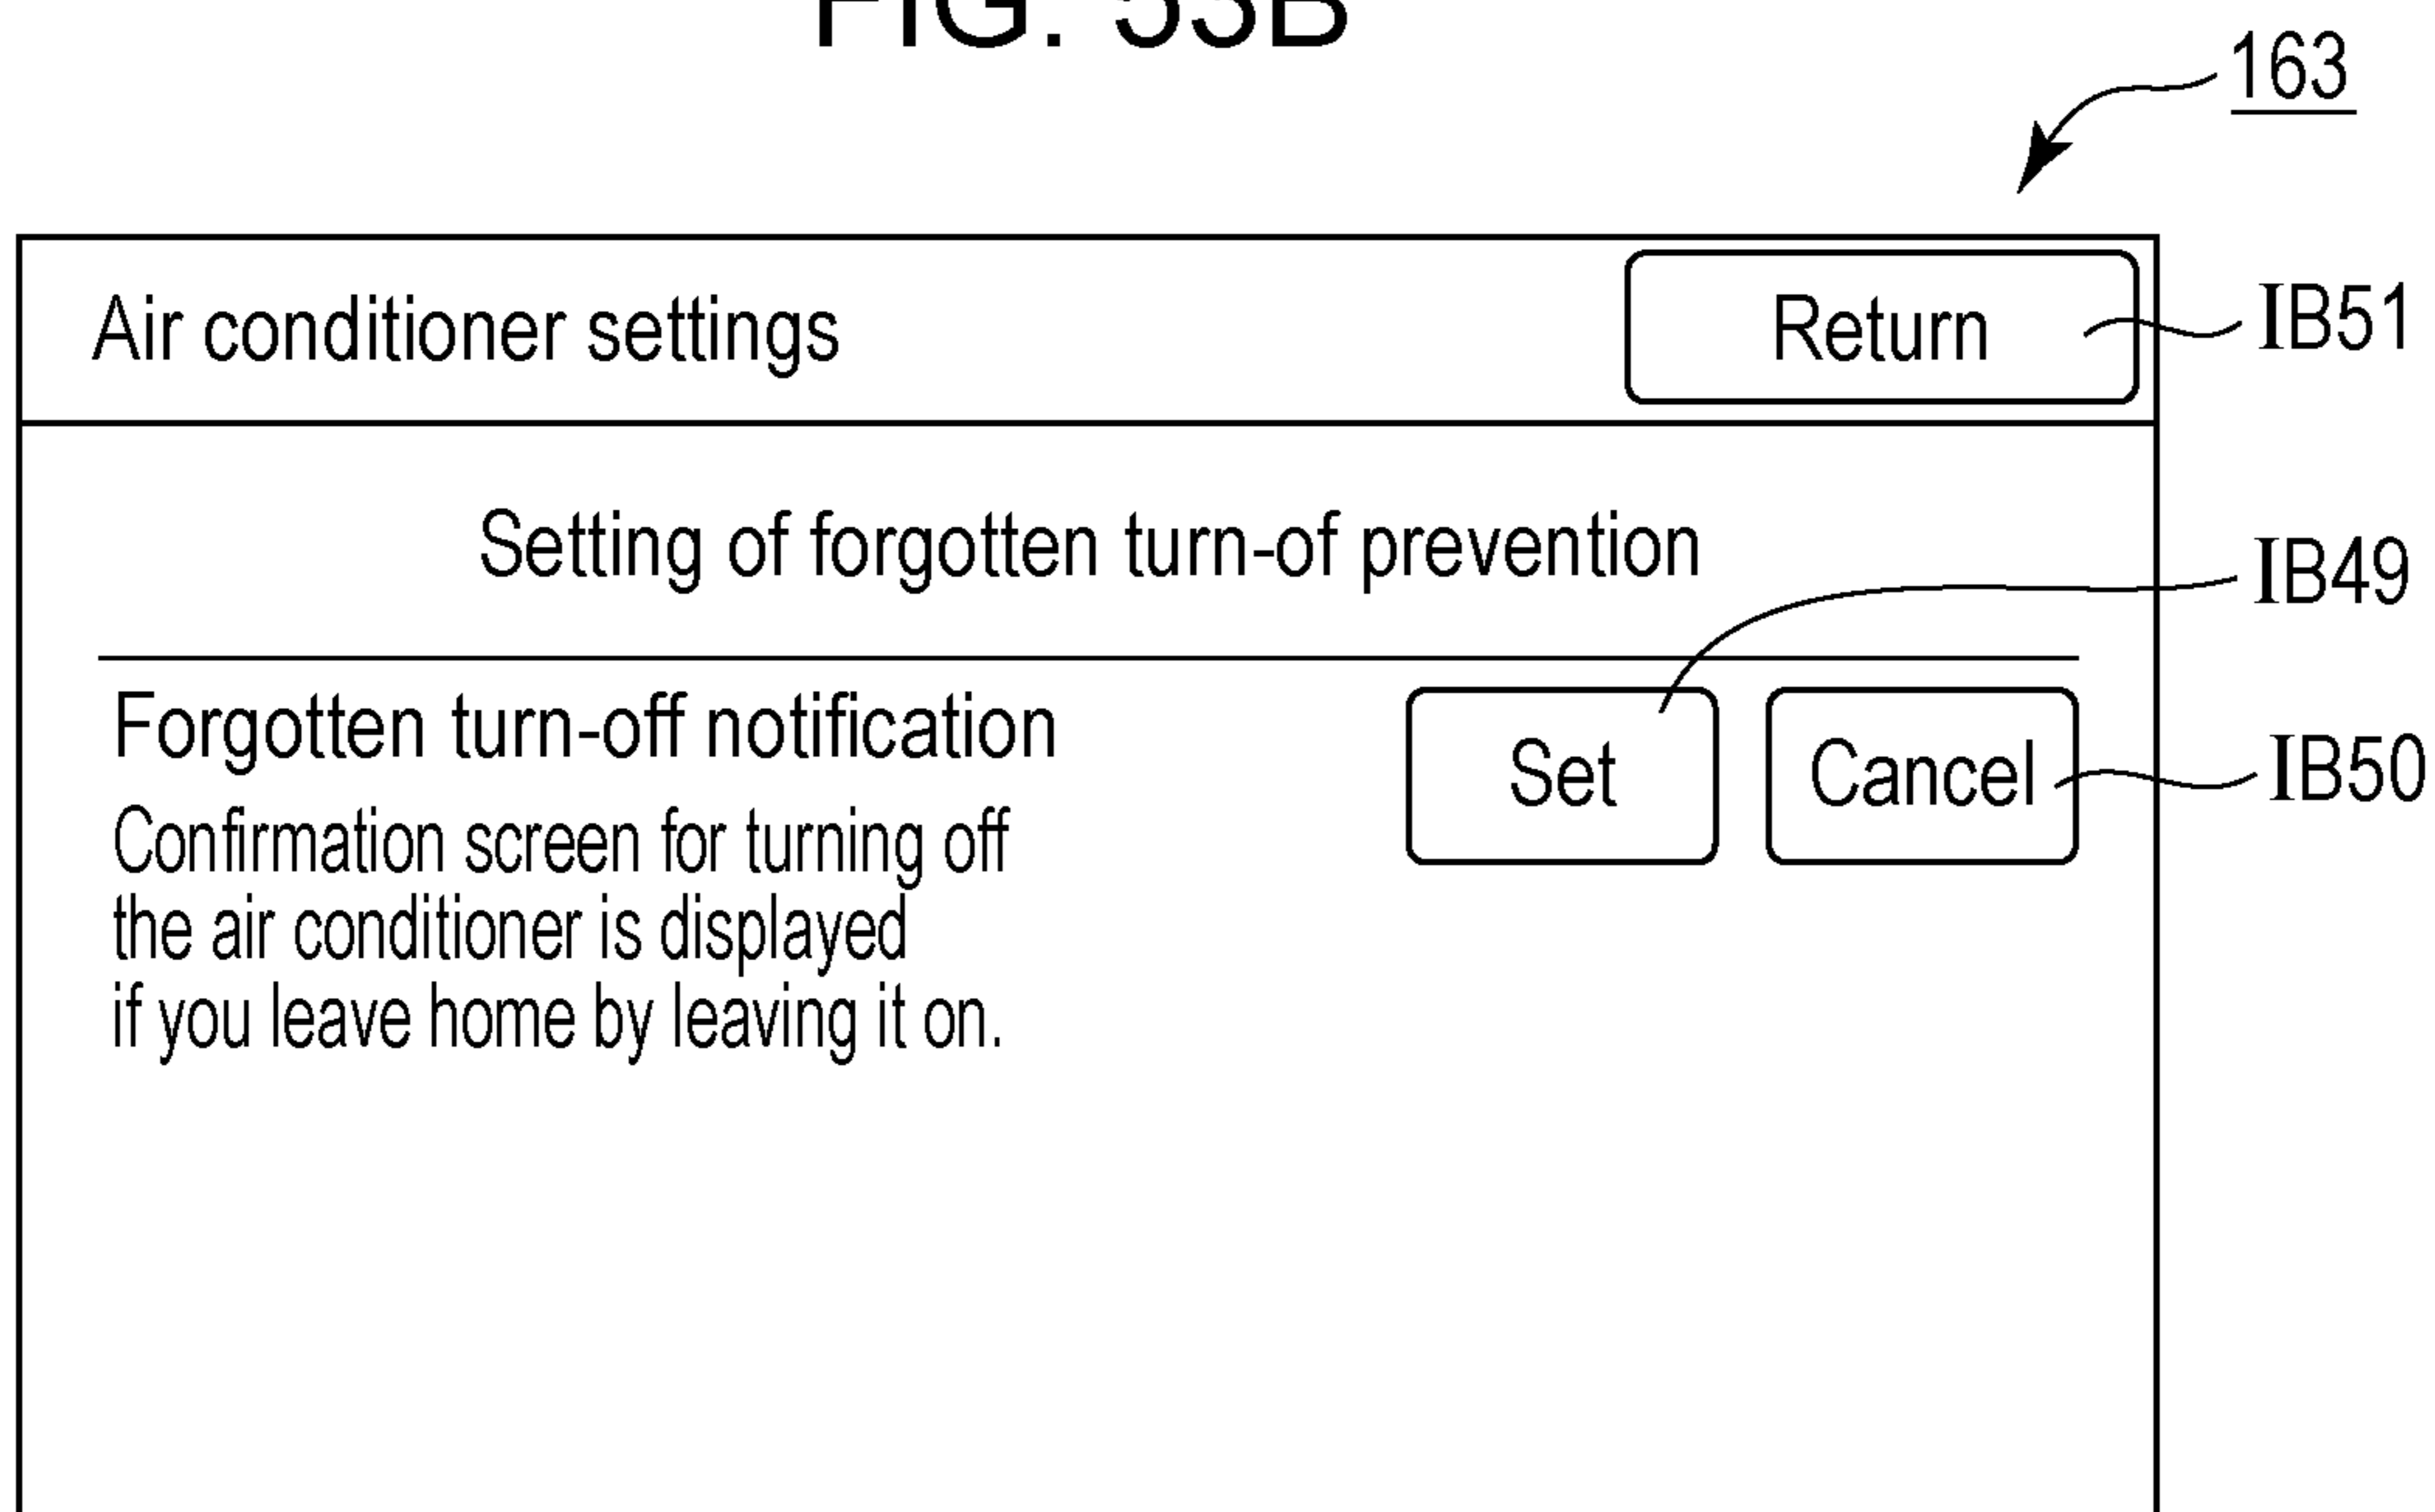 FIG.
163
Air conditioner settings
Return
IB51
Setting of forgotten turn-of prevention
IB49
Forgotten turn-off notification
Set
Cancel
IB50
Confirmation screen for turning off
the air conditioner is displayed
if you leave home by leaving it on.